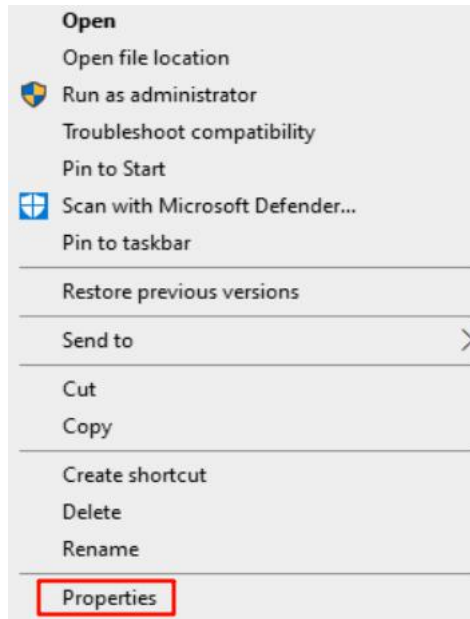 Open
Open file location
Run as administrator
Troubleshoot compatibility
Pin to Start
Scan with Microsoft Defender...
Pin to taskbar
Restore previous versions
Send to
Cut
Copy
Create shortcut
Delete
Rename
Properties